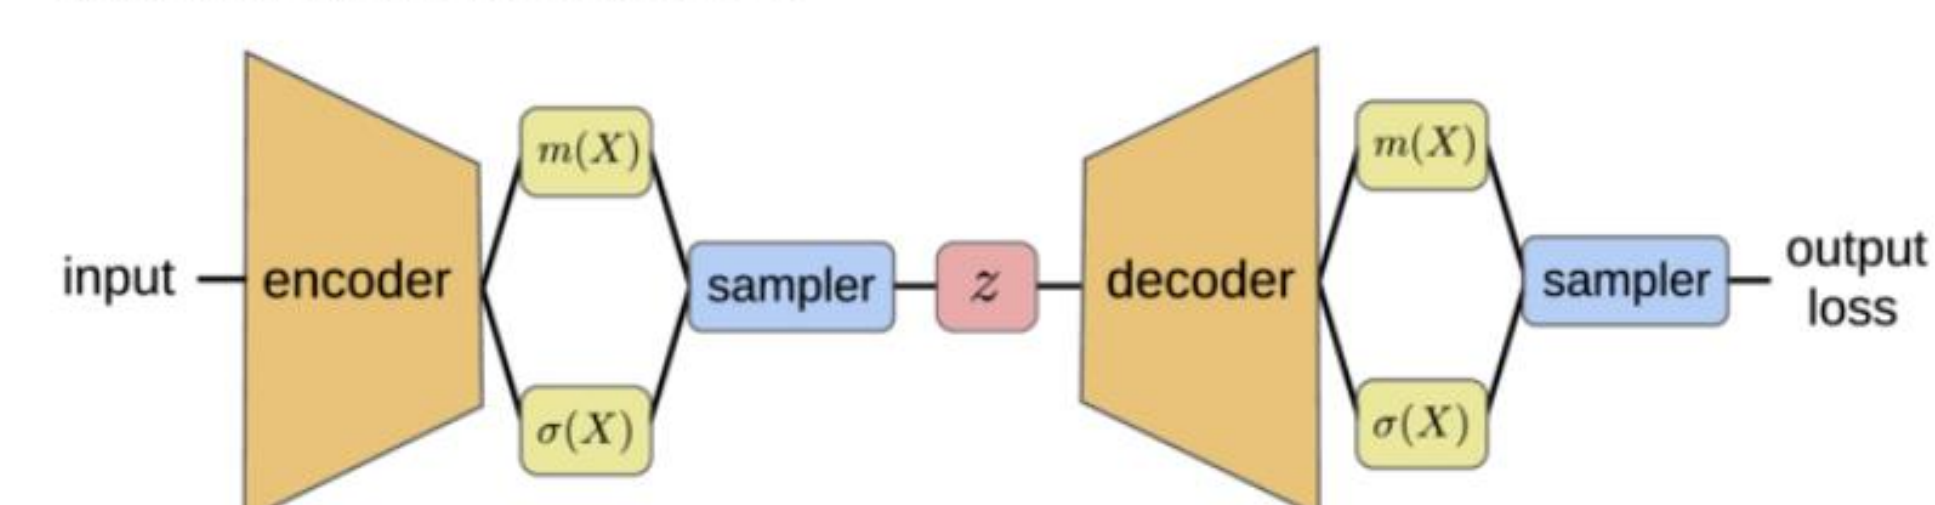 input
encoder
m(X)
σ(X)
sampler
z
decoder
m(X)
σ(X)
sampler
output
loss